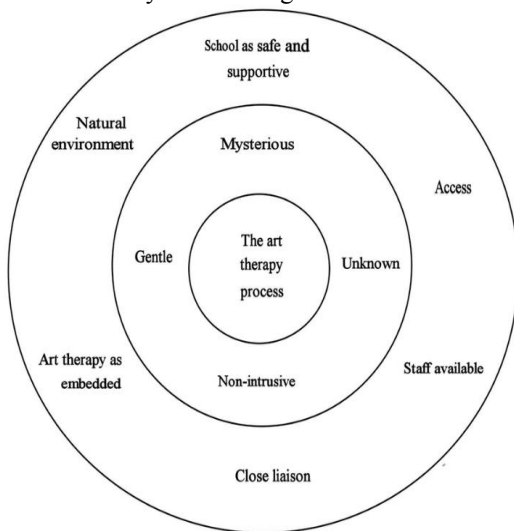 School as safe and
supportive
Natural
environment
Mysterious
Access
The art
therapy
process
Gentle
Unknown
Art therapy as
embedded
Staff available
Non-intrusive
Close liaison